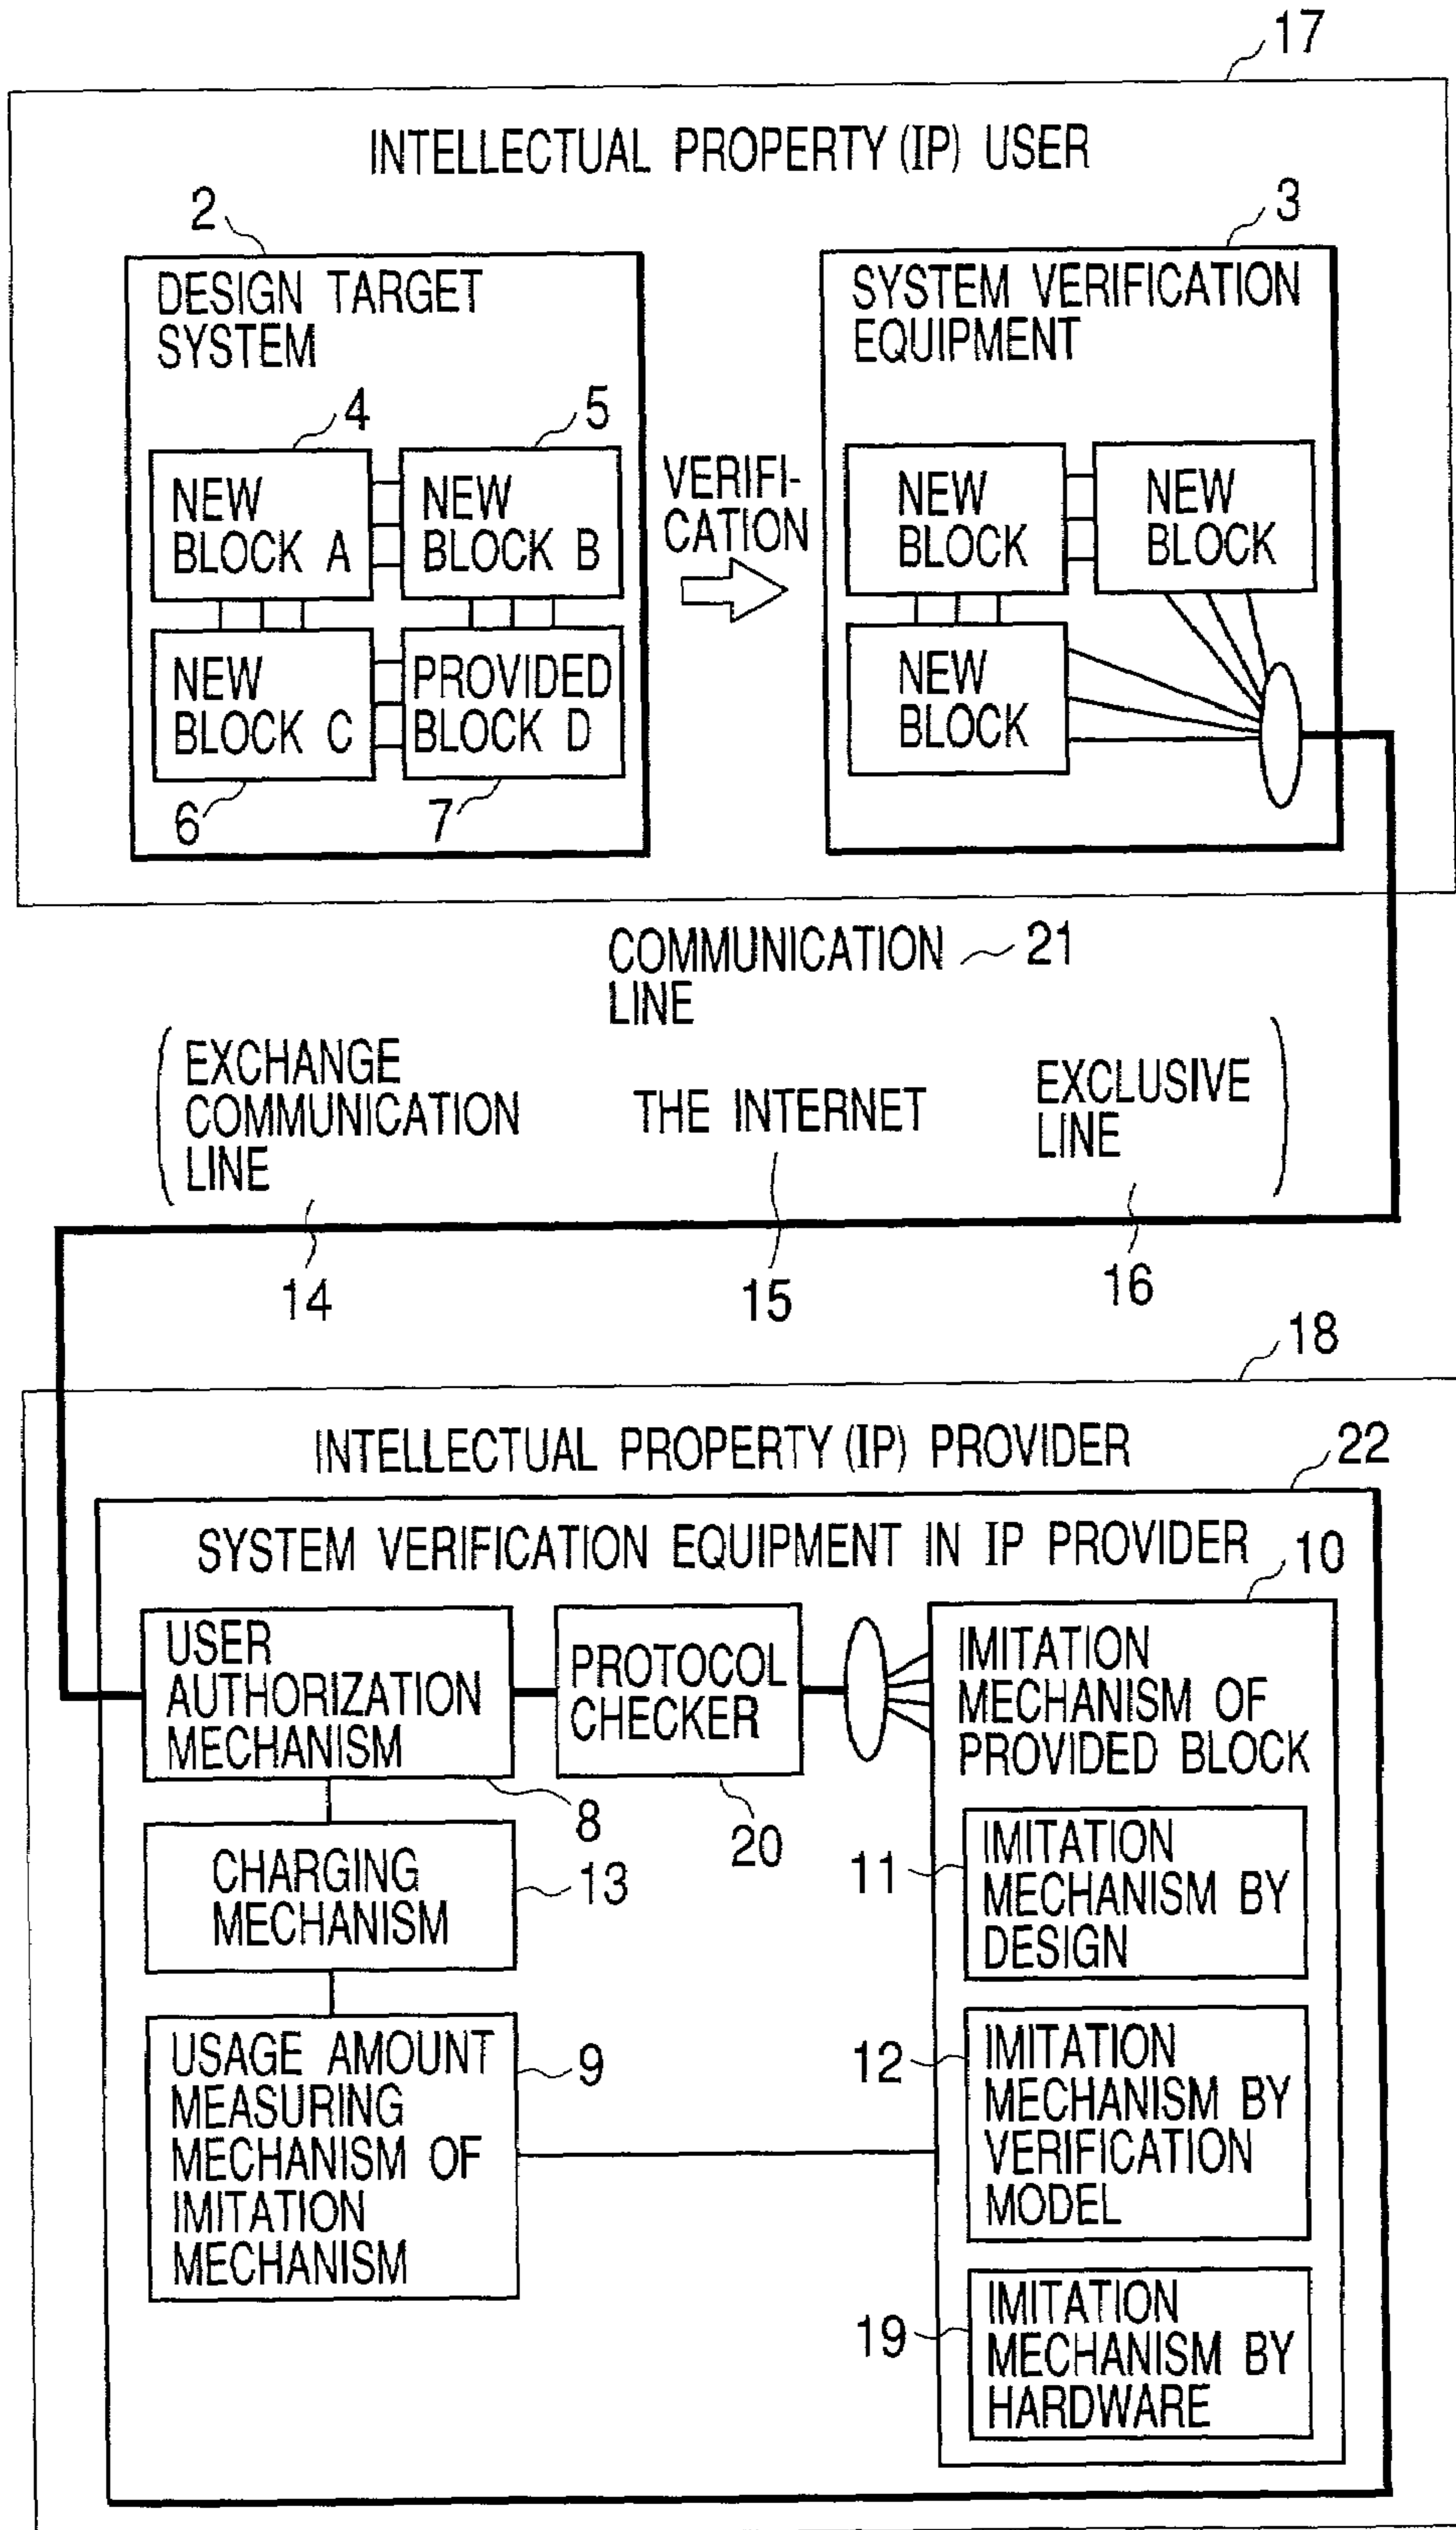 17
INTELLECTUAL PROPERTY (IP) USER
2
3
DESIGN TARGET
SYSTEM
SYSTEM VERIFICATION
EQUIPMENT
4
5
NEW
BLOCK A
NEW
BLOCK B
VERIFI-
CATION
NEW
BLOCK
NEW
BLOCK
NEW
BLOCK C
PROVIDED
BLOCK D
NEW
BLOCK
6
7
COMMUNICATION
LINE
21
EXCHANGE
COMMUNICATION
LINE
THE INTERNET
EXCLUSIVE
LINE
14
15
16
18
INTELLECTUAL PROPERTY (IP) PROVIDER
22
SYSTEM VERIFICATION EQUIPMENT IN IP PROVIDER
10
USER
AUTHORIZATION
MECHANISM
PROTOCOL
CHECKER
IMITATION
MECHANISM OF
PROVIDED BLOCK
8
20
CHARGING
MECHANISM
13
11
IMITATION
MECHANISM BY
DESIGN
USAGE AMOUNT
MEASURING
MECHANISM OF
IMITATION
MECHANISM
9
12
IMITATION
MECHANISM BY
VERIFICATION
MODEL
19
IMITATION
MECHANISM BY
HARDWARE